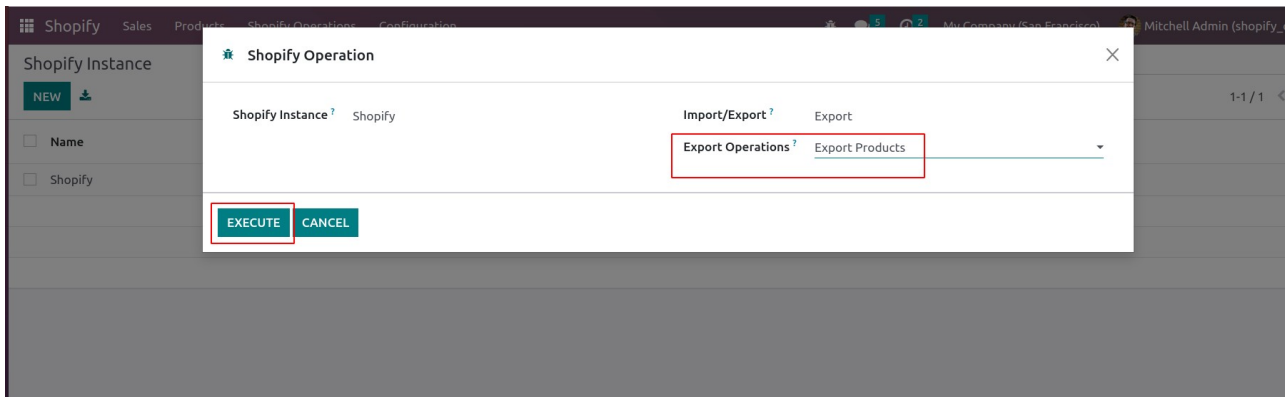 Shopify Sales Products Shopify Operations Configuration 5 2 My Company (San Francisco) Mitchell Admin (shopify_
Shopify Instance
Shopify Operation
NEW
1-1 / 1
Shopify Instance ? Shopify
Import/Export ? Export
Name
Export Operations ? Export Products
Shopify
EXECUTE CANCEL